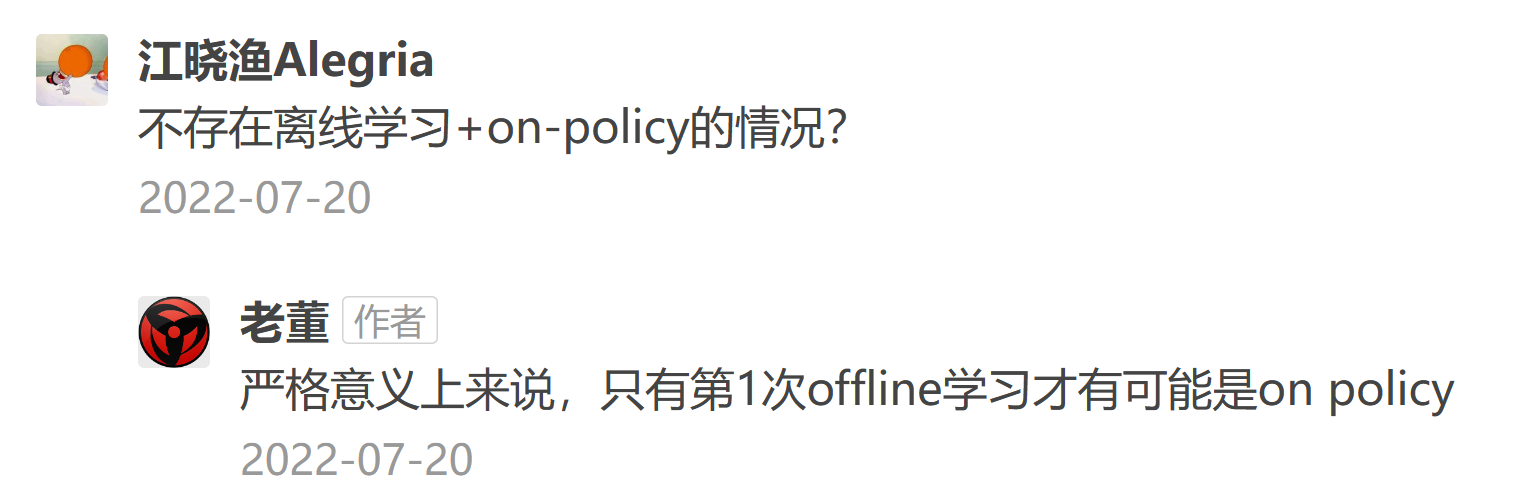 江晓渔Alegria
不存在离线学习+on-policy的情况？
2022-07-20
老董 作者
严格意义上来说，只有第1次offline学习才有可能是on policy
2022-07-20